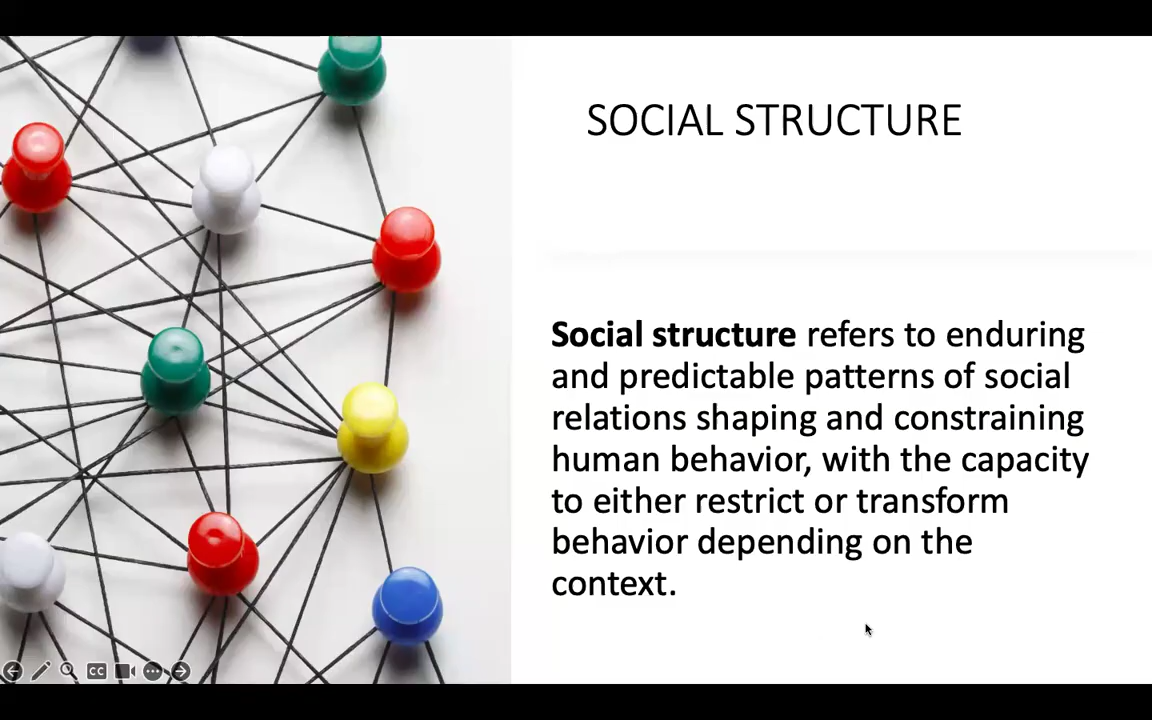 SOCIAL STRUCTURE
Social structure refers to enduring
and predictable patterns of social
relations shaping and constraining
human behavior, with the capacity
to either restrict or transform
behavior depending on the
context.
CC